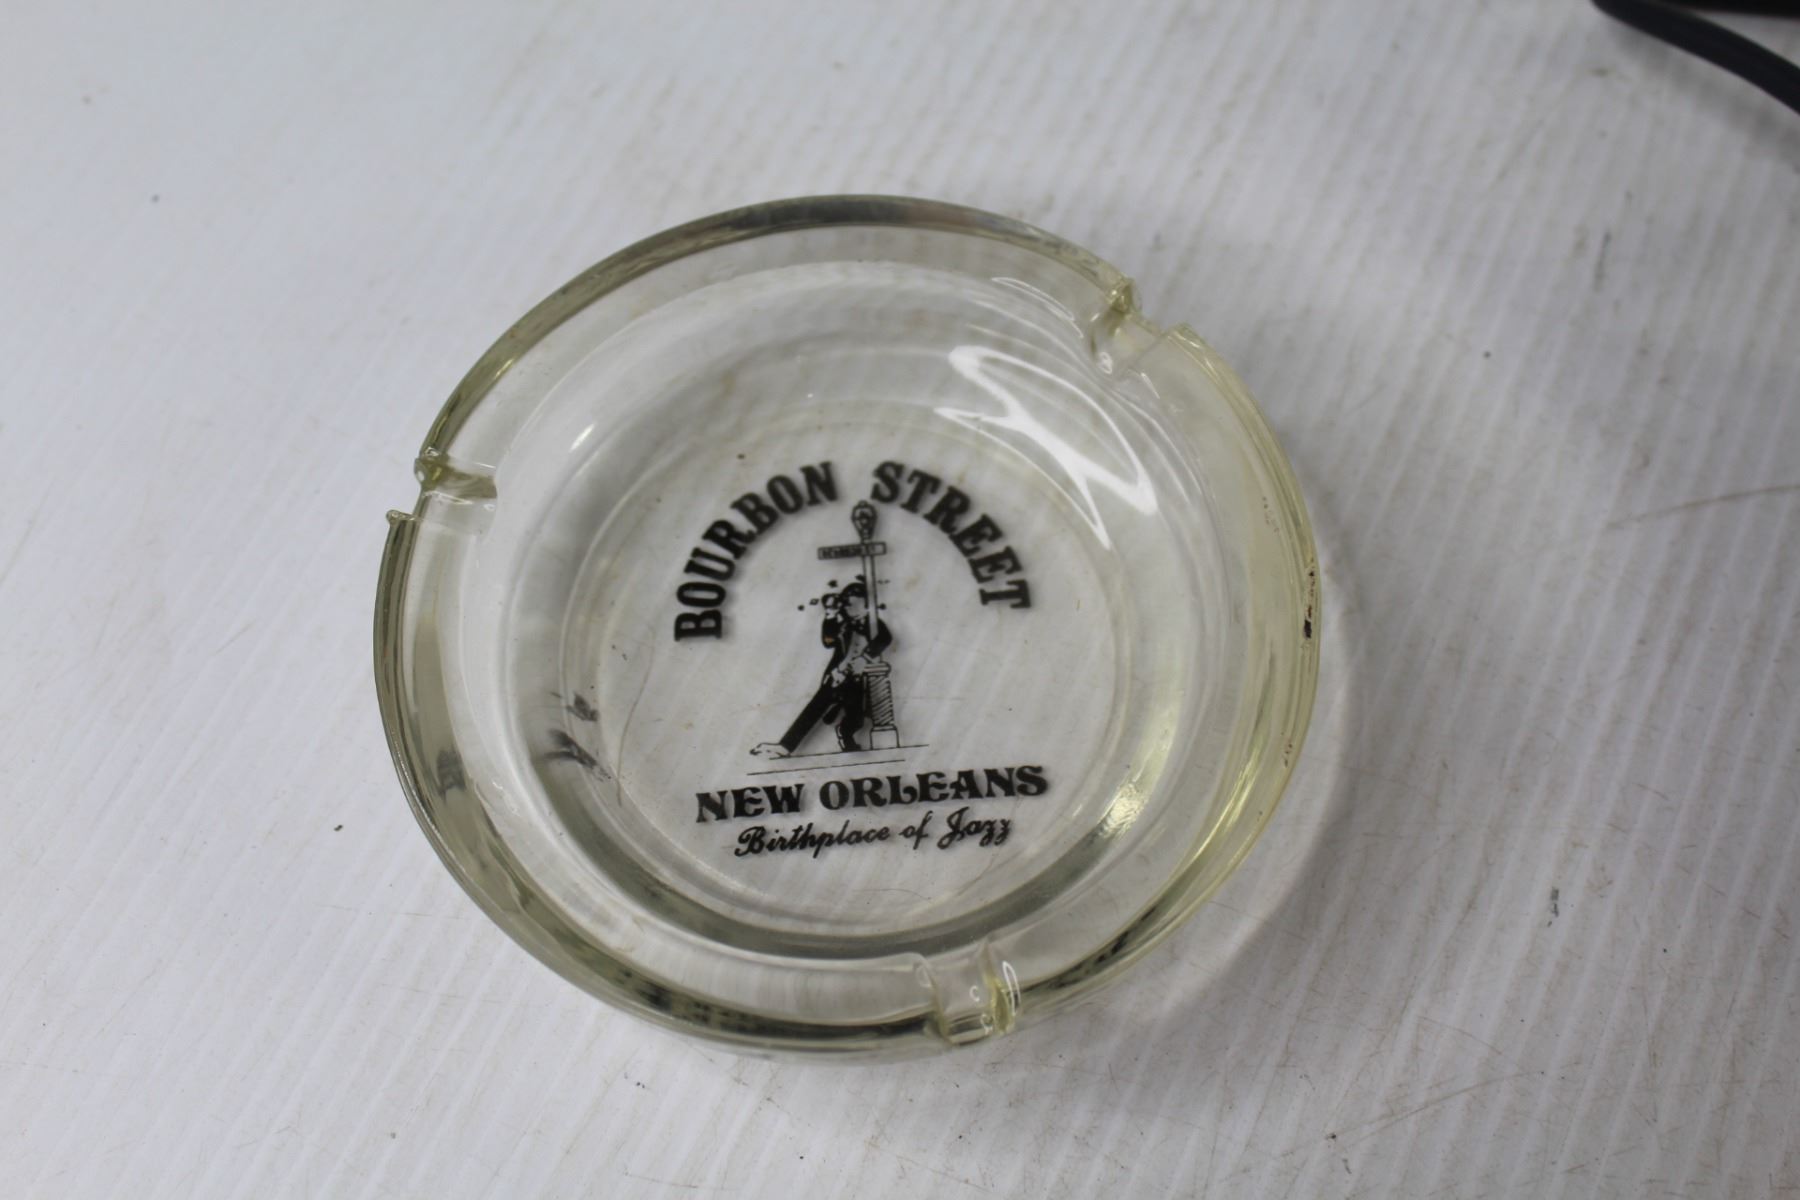 BOURBON STREET
NEW ORLEANS
Birthplace of Jazz